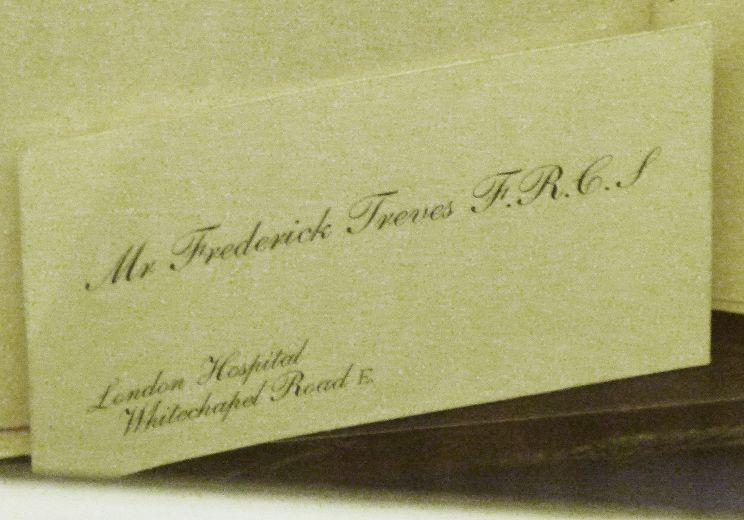 Mr Frederick Treves F.R.C.S
London Hospital
Whitechapel Road E.